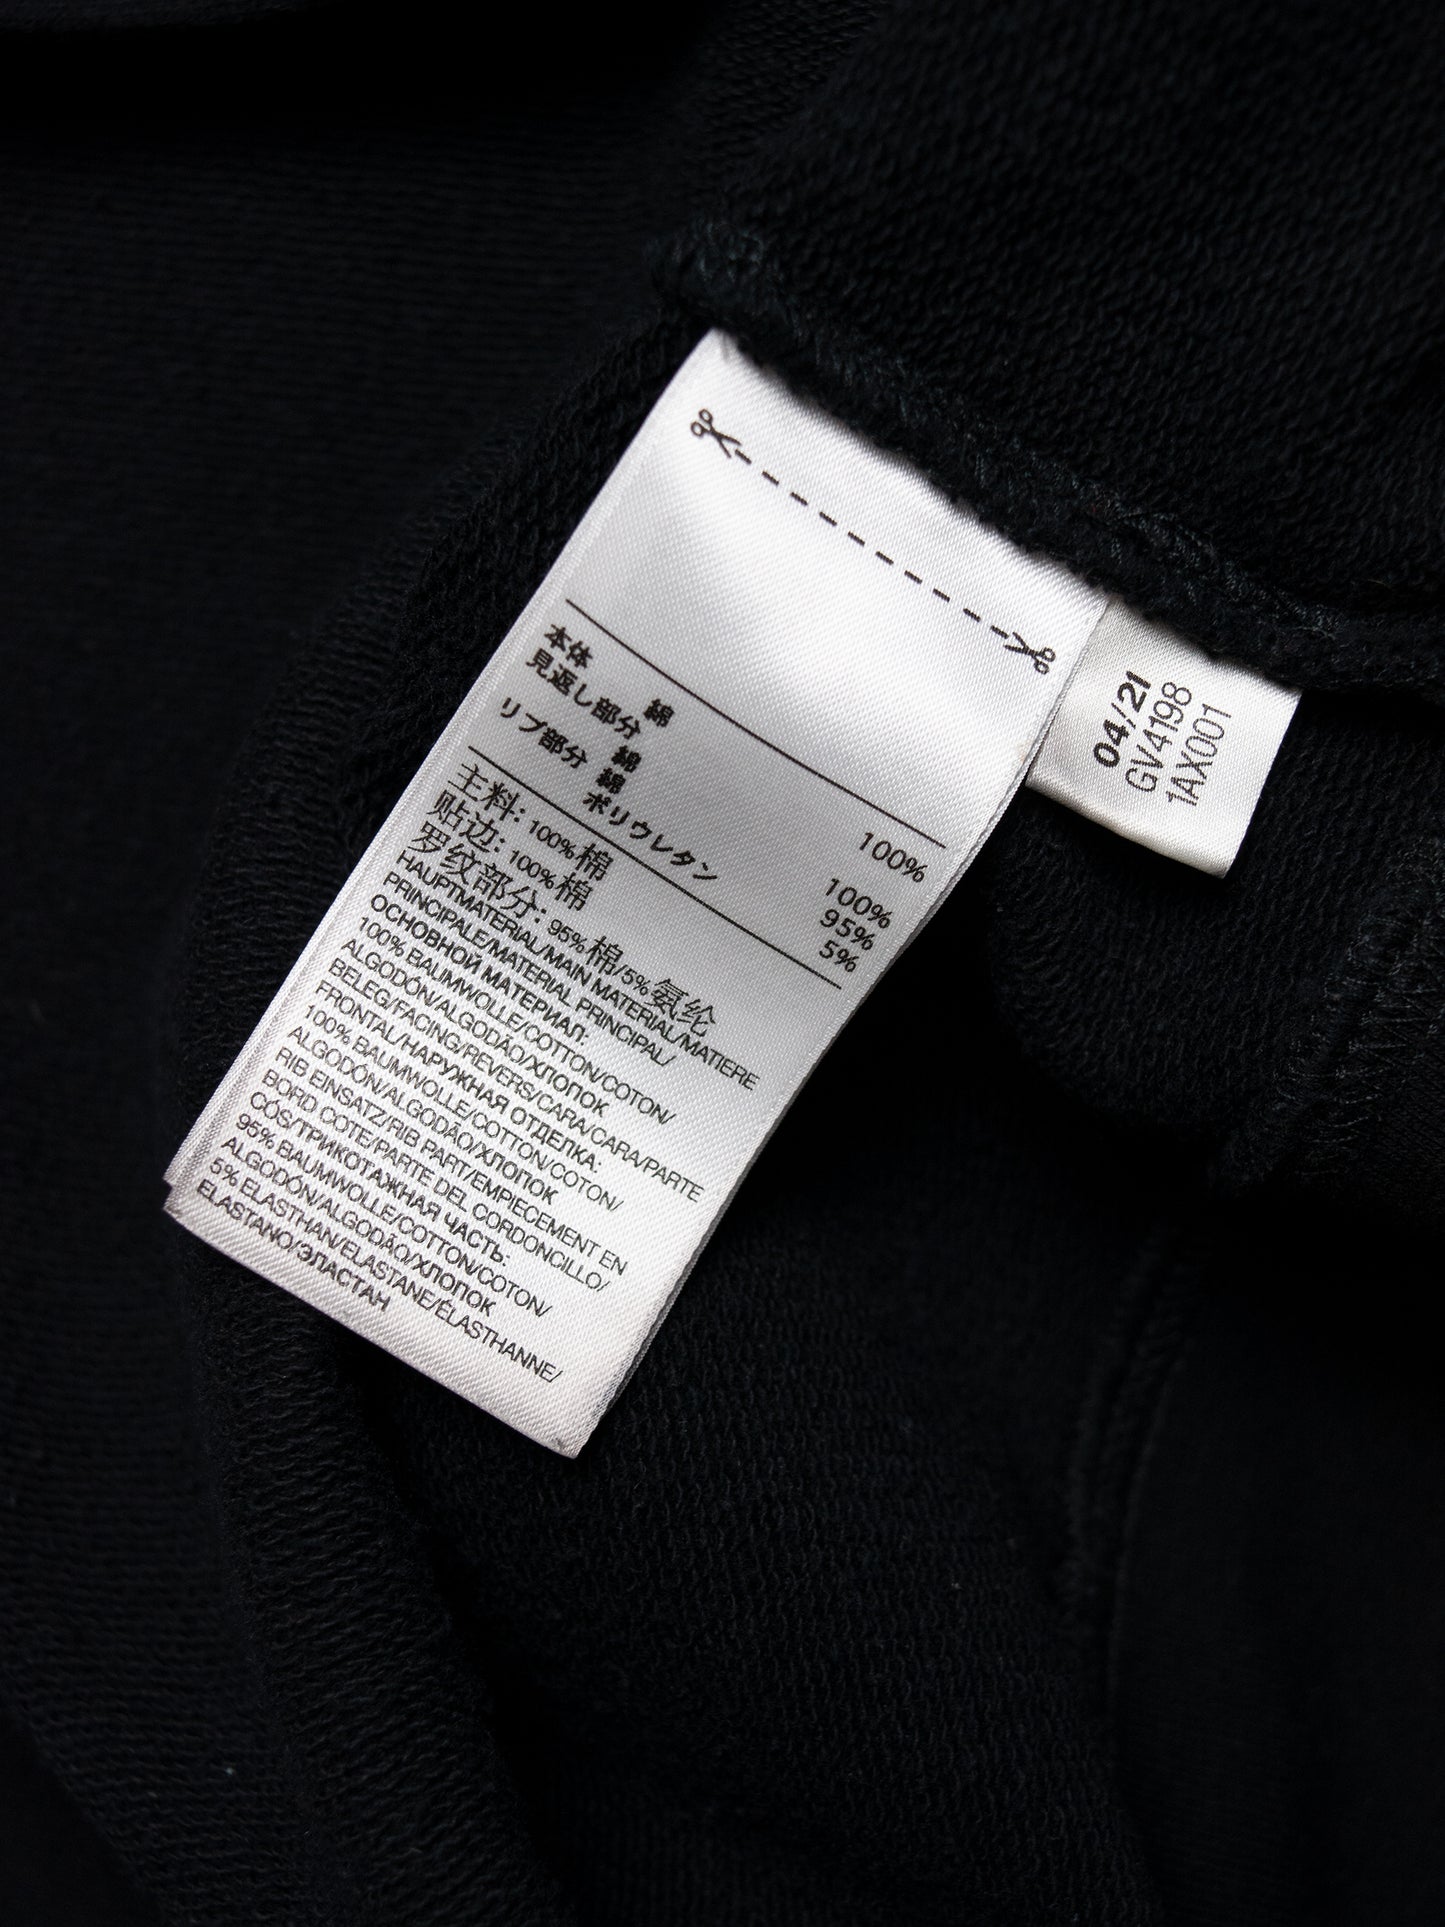 本体 綿 100%
見返し部分 綿 100%
リブ部分 綿 95%
ポリウレタン 5%
主料: 100%棉
贴边: 100%棉
罗纹部分: 95%棉/5%氨纶
HAUPTMATERIAL/MAIN MATERIAL/MATIERE
PRINCIPALE/MATERIAL PRINCIPAL/
ОСНОВНОЙ МАТЕРИАЛ:
100% BAUMWOLLE/COTTON/COTON/
ALGODÓN/ALGODÃO/ХЛОПОК
BELEG/FACING/REVERS/CARA/CARA/PARTE
FRONTAL/НАРУЖНАЯ ОТДЕЛКА:
100% BAUMWOLLE/COTTON/COTON/
ALGODÓN/ALGODÃO/ХЛОПОК
RIB EINSATZ/RIB PART/EMPIECEMENT EN
BORD COTE/PARTE DEL CORDONCILLO/
CÓS/ТРИКОТАЖНАЯ ЧАСТЬ:
95% BAUMWOLLE/COTTON/COTON/
ALGODÓN/ALGODÃO/ХЛОПОК
5% ELASTHAN/ELASTANE/ÉLASTHANNE/
ELASTANO/ЭЛАСТАН
04/21
GV4198
1AX001